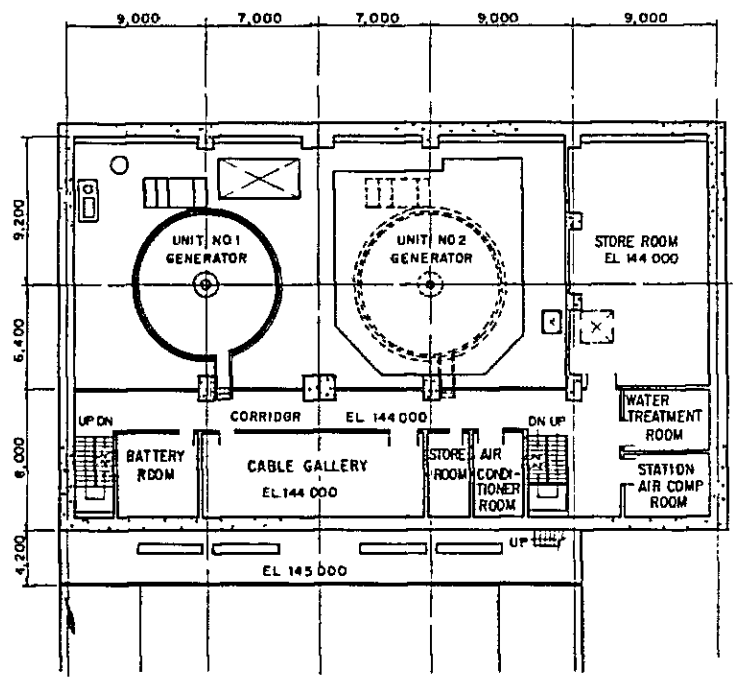 9,000 7,000 7,000 9,000 9,000
9,200
6,400
4,200
UNIT NO.1
GENERATOR
UNIT NO.2
GENERATOR
STORE ROOM
EL 144 000
UP DN
CORRIDOR EL 144 000
DN UP
WATER
TREATMENT
ROOM
BATTERY
ROOM
CABLE GALLERY
EL.144 000
STORE
ROOM
AIR
CONDI-
TIONER
ROOM
STATION
AIR COMP
ROOM
UP
EL 145 000